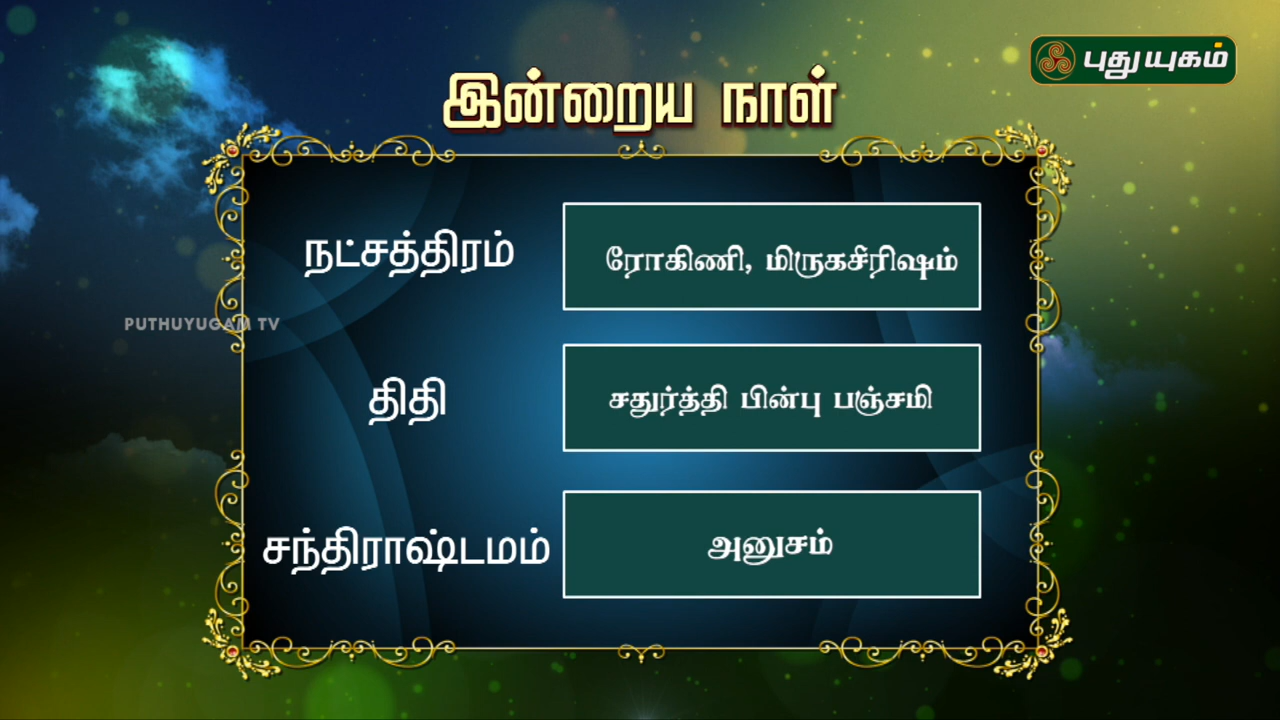 புதுயுகம்
இன்றைய நாள்
நட்சத்திரம்
ரோகிணி, மிருகசீரிஷம்
PUTHUYUGAM TV
திதி
சதுர்த்தி பின்பு பஞ்சமி
சந்திராஷ்டமம்
அனுசம்